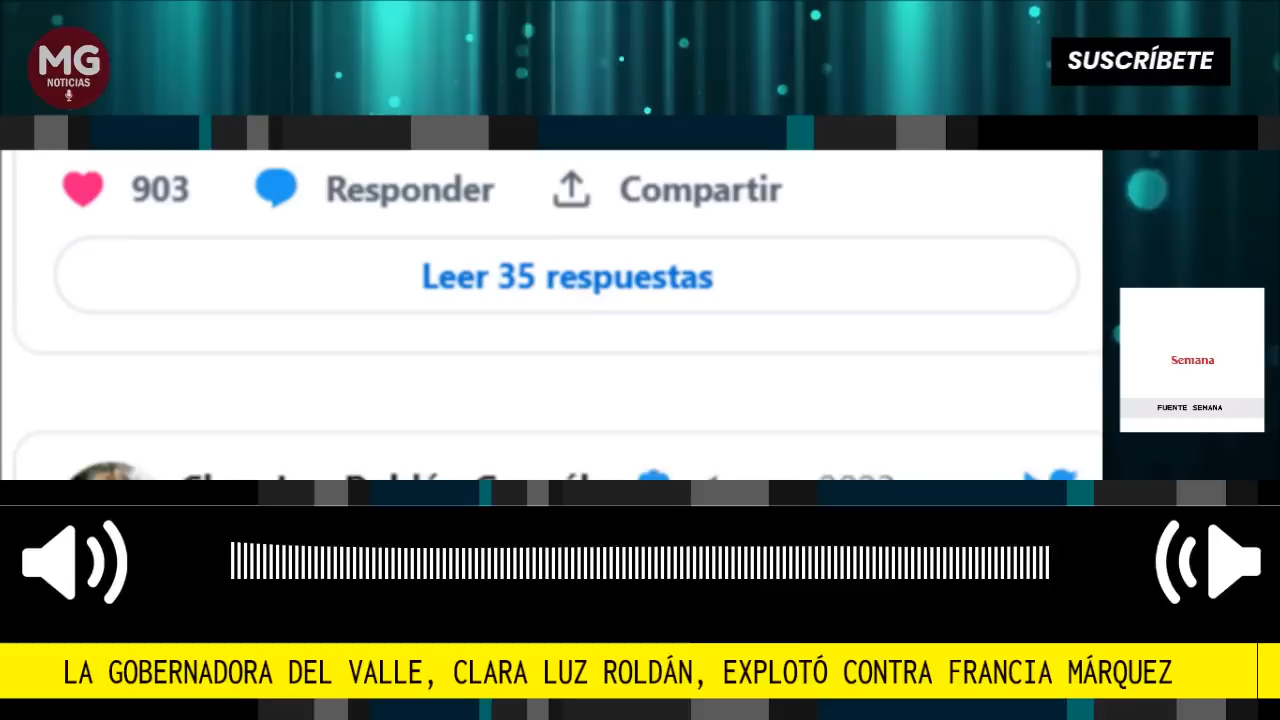 MG
NOTICIAS
SUSCRÍBETE
903 Responder Compartir
Leer 35 respuestas
Semana
FUENTE SEMANA
LA GOBERNADORA DEL VALLE, CLARA LUZ ROLDÁN, EXPLOTÓ CONTRA FRANCIA MÁRQUEZ